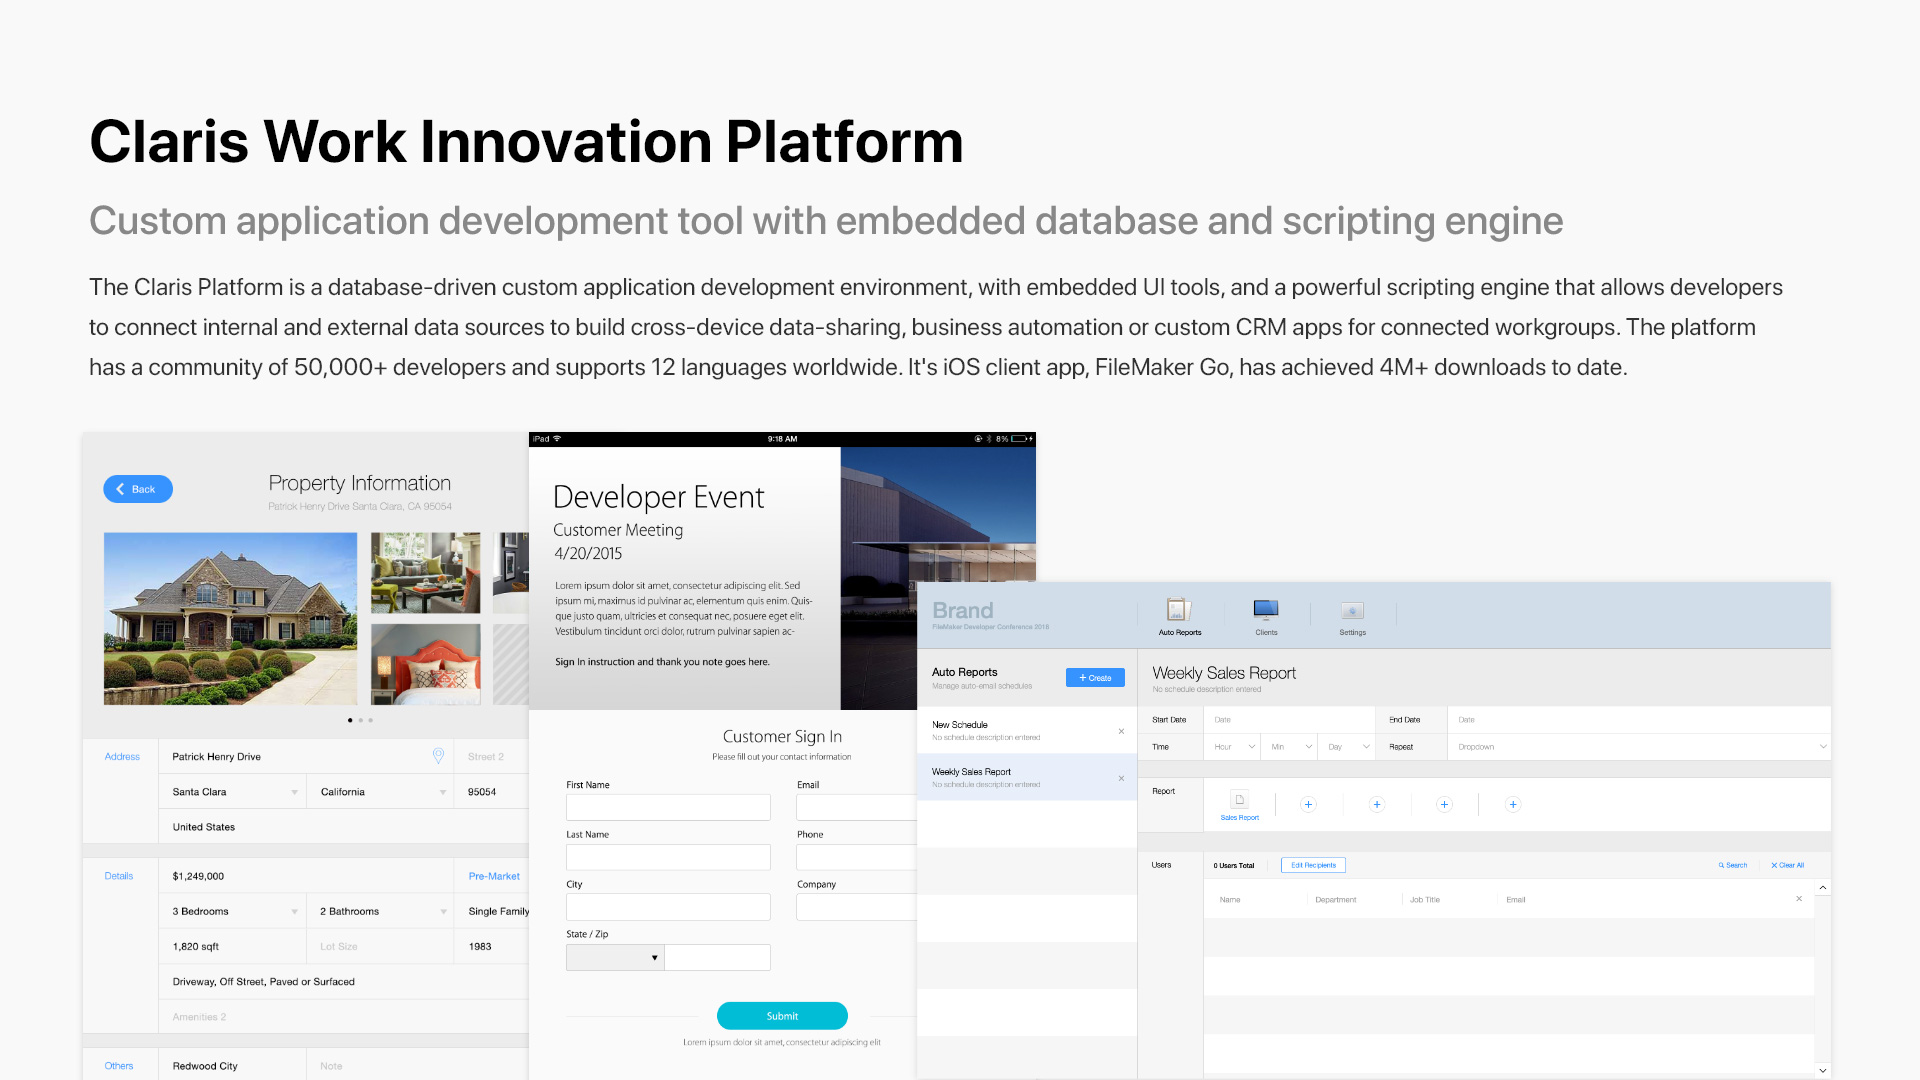 Claris Work Innovation Platform
Custom application development tool with embedded database and scripting engine
The Claris Platform is a database-driven custom application development environment, with embedded UI tools, and a powerful scripting engine that allows developers
to connect internal and external data sources to build cross-device data-sharing, business automation or custom CRM apps for connected workgroups. The platform
has a community of 50,000+ developers and supports 12 languages worldwide. It's iOS client app, FileMaker Go, has achieved 4M+ downloads to date.
Back
Property Information
Patrick Henry Drive Santa Clara, CA 95054
Address
Patrick Henry Drive
Street 2
Santa Clara
California
95054
United States
Details
$1,249,000
Pre-Market
3 Bedrooms
2 Bathrooms
Single Family
1,820 sqft
Lot Size
1983
Driveway, Off Street, Paved or Surfaced
Amenities 2
Others
Redwood City
Note
iPad
9:18 AM
8%
Developer Event
Customer Meeting
4/20/2015
Lorem ipsum dolor sit amet, consectetur adipiscing elit. Sed
ipsum mi, maximus id pulvinar ac, elementum quis enim. Quis-
que justo quam, ultricies et consequat nec, posuere eget elit.
Vestibulum tincidunt orci dolor, rutrum pulvinar sapien ac-
Sign In instruction and thank you note goes here.
Customer Sign In
Please fill out your contact information
First Name
Email
Last Name
Phone
City
Company
State / Zip
Submit
Lorem ipsum dolor sit amet, consectetur adipiscing elit
Brand
FileMaker Developer Conference 2016
Auto Reports
Clients
Settings
Auto Reports
Manage auto-email schedules
+ Create
New Schedule
No schedule description entered
Weekly Sales Report
No schedule description entered
Weekly Sales Report
No schedule description entered
Start Date
Date
End Date
Date
Time
Hour
Min
Day
Repeat
Dropdown
Report
Sales Report
Users
0 Users Total
Edit Recipients
Search
Clear All
Name
Department
Job Title
Email